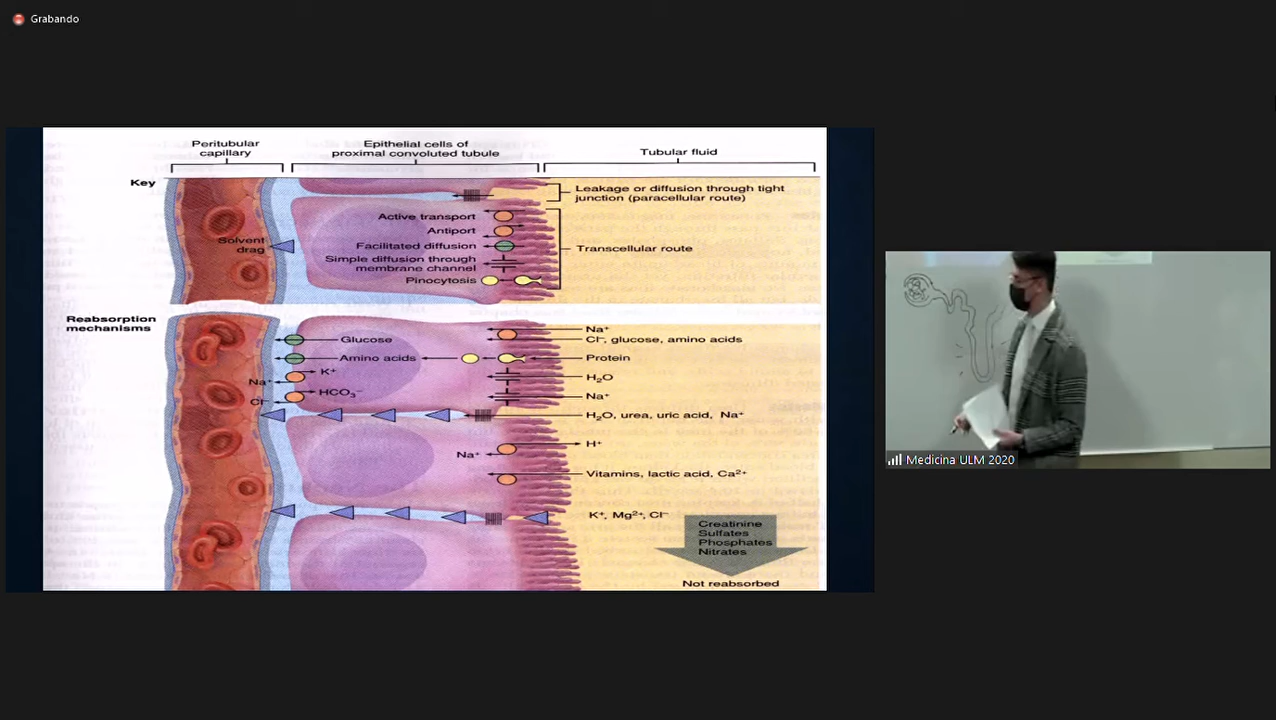 Grabando
Peritubular
capillary
Epithelial cells of
proximal convoluted tubule
Tubular fluid
Key
Leakage or diffusion through tight
junction (paracellular route)
Active transport
Antiport
Solvent
drag
Facilitated diffusion
Transcellular route
Simple diffusion through
membrane channel
Pinocytosis
Reabsorption
mechanisms
Na⁺
Glucose
Cl⁻, glucose, amino acids
Amino acids
Protein
K⁺
H₂O
Na⁺
HCO₃⁻
Na⁺
Cl⁻
H₂O, urea, uric acid, Na⁺
H⁺
Na⁺
Vitamins, lactic acid, Ca²⁺
K⁺, Mg²⁺, Cl⁻
Creatinine
Sulfates
Phosphates
Nitrates
Not reabsorbed
Medicina ULM 2020